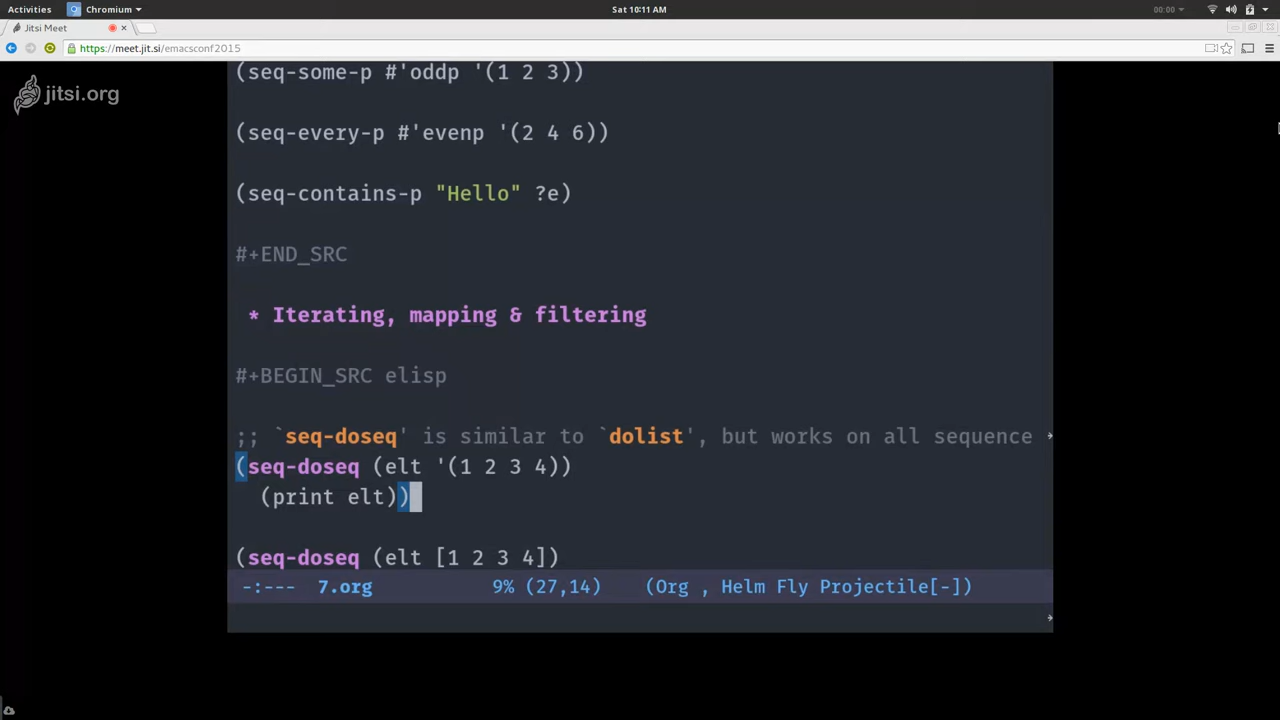 Activities
Chromium
Sat 10:11 AM
00:00
Jitsi Meet
https://meet.jit.si/emacsconf2015
jitsi.org
(seq-some-p #'oddp '(1 2 3))
(seq-every-p #'evenp '(2 4 6))
(seq-contains-p "Hello" ?e)
#+END_SRC
* Iterating, mapping & filtering
#+BEGIN_SRC elisp
;; `seq-doseq' is similar to `dolist', but works on all sequence
(seq-doseq (elt '(1 2 3 4))
(print elt))
(seq-doseq (elt [1 2 3 4])
-:--- 7.org 9% (27,14) (Org , Helm Fly Projectile[-])